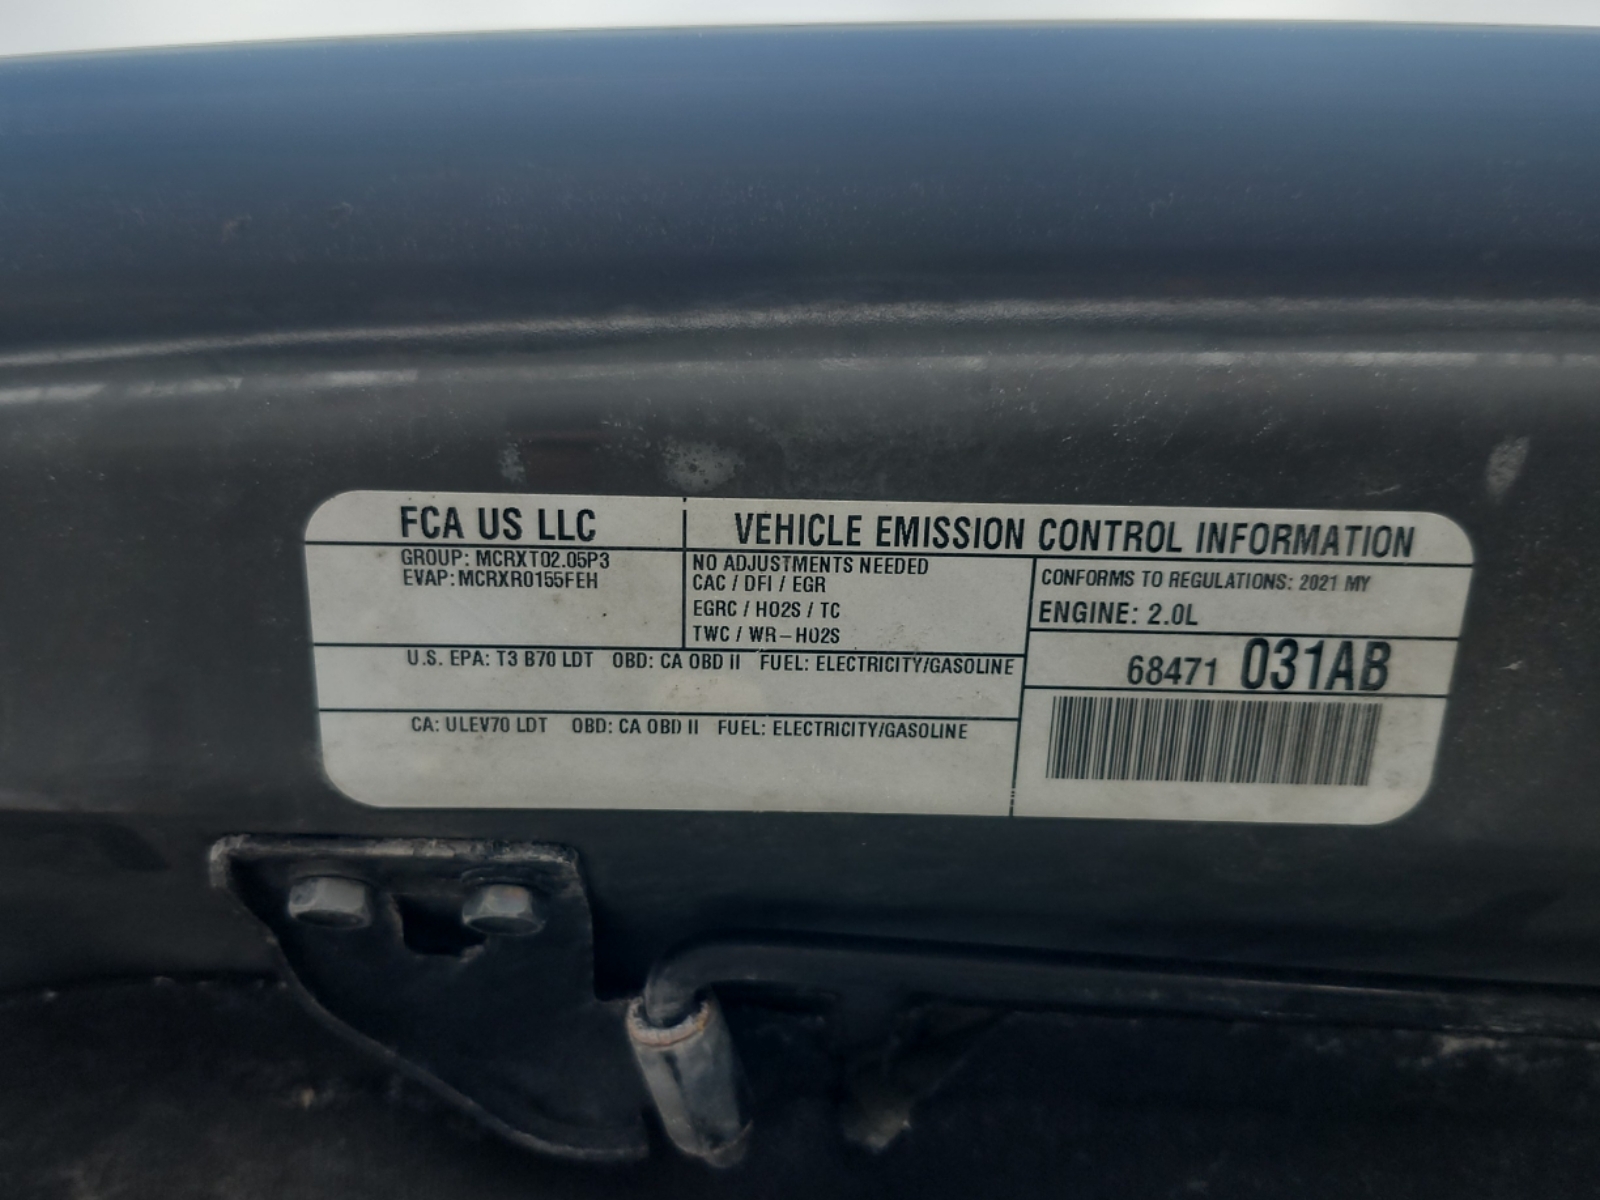 FCA US LLC
VEHICLE EMISSION CONTROL INFORMATION
GROUP: MCRXT02.05P3
EVAP: MCRXR0155FEH
NO ADJUSTMENTS NEEDED
CAC / DFI / EGR
EGRC / HO2S / TC
TWC / WR-HO2S
CONFORMS TO REGULATIONS: 2021 MY
ENGINE: 2.0L
68471 031AB
U.S. EPA: T3 B70 LDT OBD: CA OBD II FUEL: ELECTRICITY/GASOLINE
CA: ULEV70 LDT OBD: CA OBD II FUEL: ELECTRICITY/GASOLINE